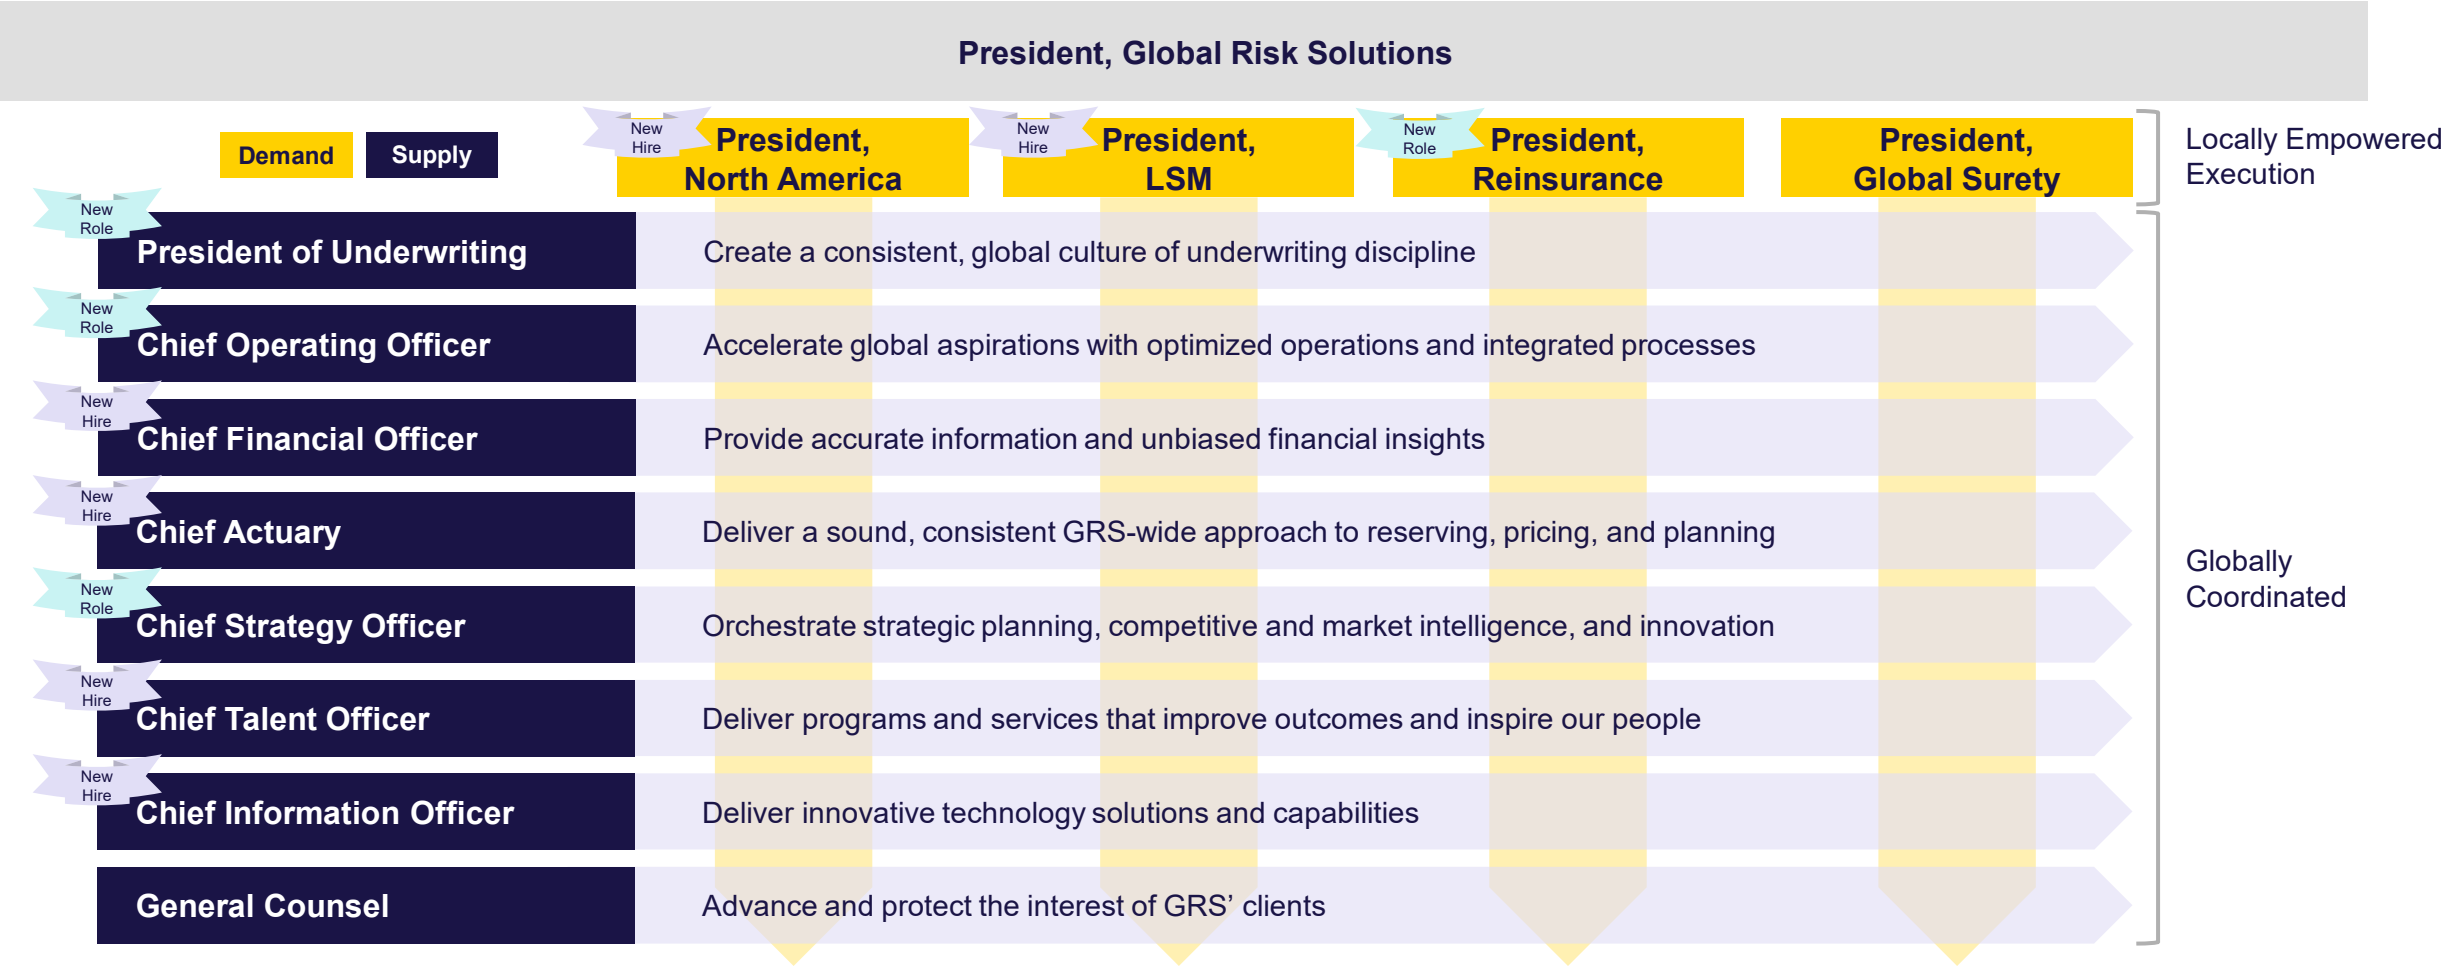 President, Global Risk Solutions
Demand
Supply
New
Hire
President,
North America
New
Hire
President,
LSM
New
Role
President,
Reinsurance
President,
Global Surety
Locally Empowered
Execution
New
Role
President of Underwriting
Create a consistent, global culture of underwriting discipline
New
Role
Chief Operating Officer
Accelerate global aspirations with optimized operations and integrated processes
New
Hire
Chief Financial Officer
Provide accurate information and unbiased financial insights
New
Hire
Chief Actuary
Deliver a sound, consistent GRS-wide approach to reserving, pricing, and planning
New
Role
Chief Strategy Officer
Orchestrate strategic planning, competitive and market intelligence, and innovation
New
Hire
Chief Talent Officer
Deliver programs and services that improve outcomes and inspire our people
New
Hire
Chief Information Officer
Deliver innovative technology solutions and capabilities
General Counsel
Advance and protect the interest of GRS’ clients
Globally
Coordinated